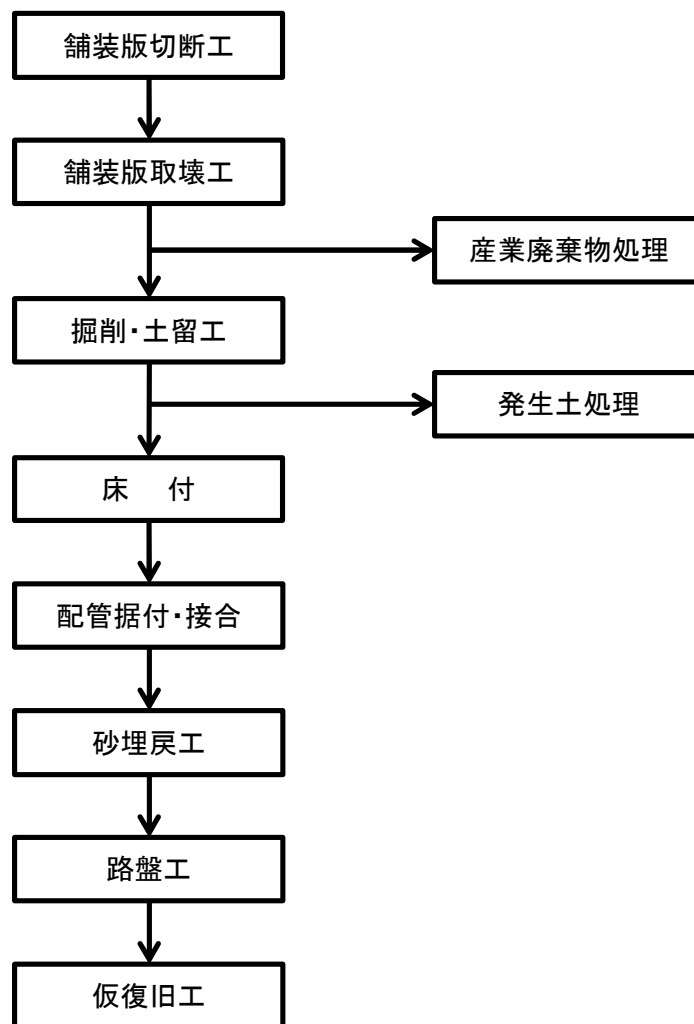 舗装版切断工
舗装版取壊工
産業廃棄物処理
掘削・土留工
発生土処理
床　付
配管据付・接合
砂埋戻工
路盤工
仮復旧工